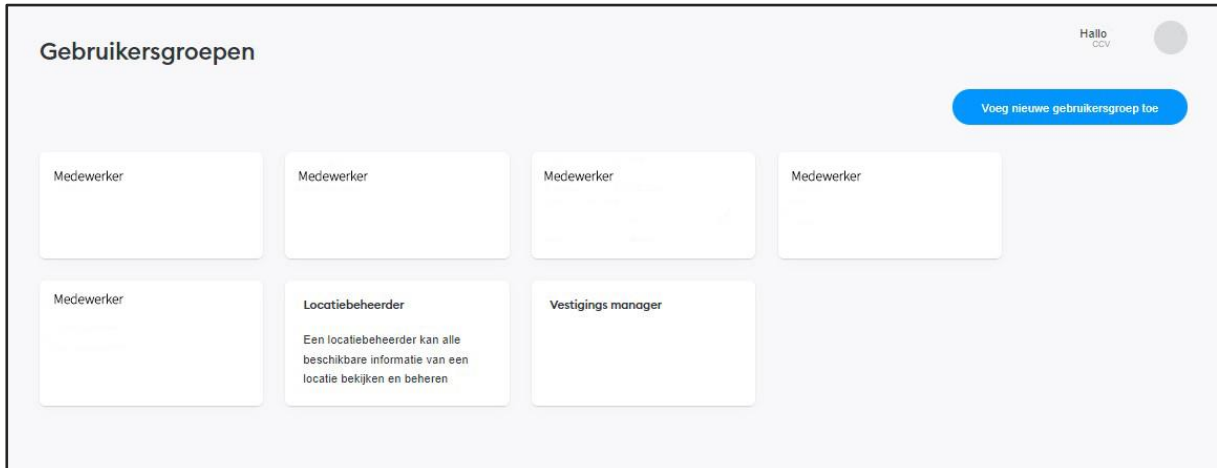 Gebruikersgroepen
Hallo
CCV
Voeg nieuwe gebruikersgroep toe
Medewerker
Medewerker
Medewerker
Medewerker
Medewerker
Locatiebeheerder
Een locatiebeheerder kan alle
beschikbare informatie van een
locatie bekijken en beheren
Vestigings manager